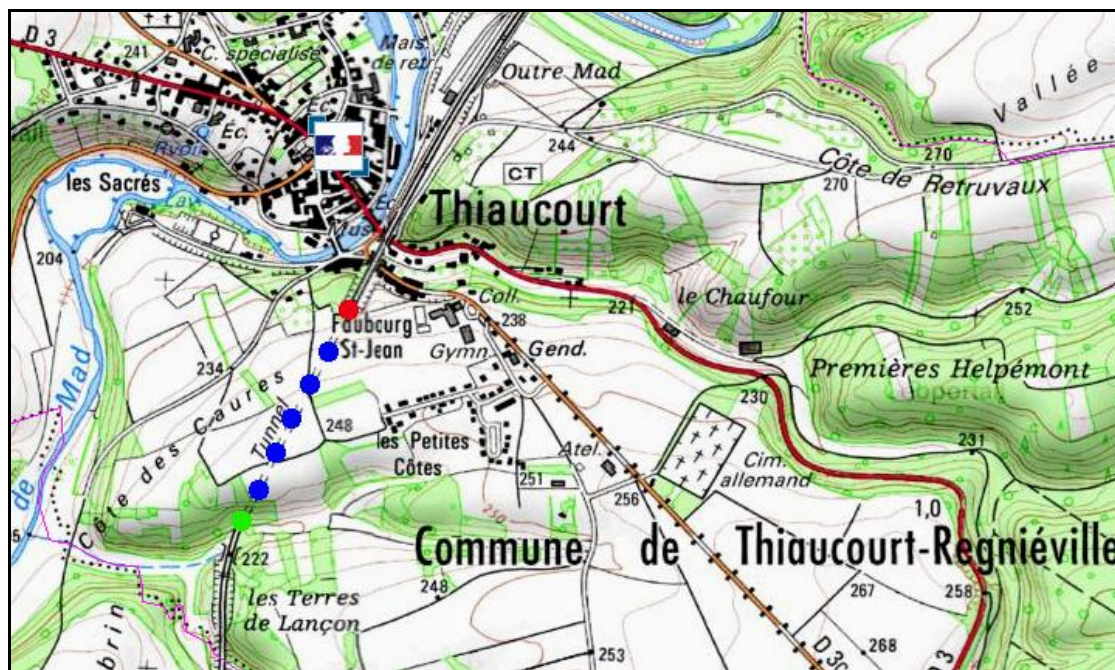 D 3
241
C. spécialisé
Mais.
de ret.
Outre Mad
Vallée
Éc.
Éc.
244
270
CT
270
Côte de Retruvaux
les Sacrés
Thiaucourt
204
221
le Chaufour
252
Coll.
238
Faubourg
St-Jean
Gymn.
Gend.
234
Premières Helpémont
230
Mad
de
Côte des Caures
Tunnel
248
les Petites
Côtes
231
Atel.
Cim.
allemand
251
256
250
1,0
Commune de Thiaucourt-Regniéville
222
248
267
258
les Terres
de Lançon
268
253
3